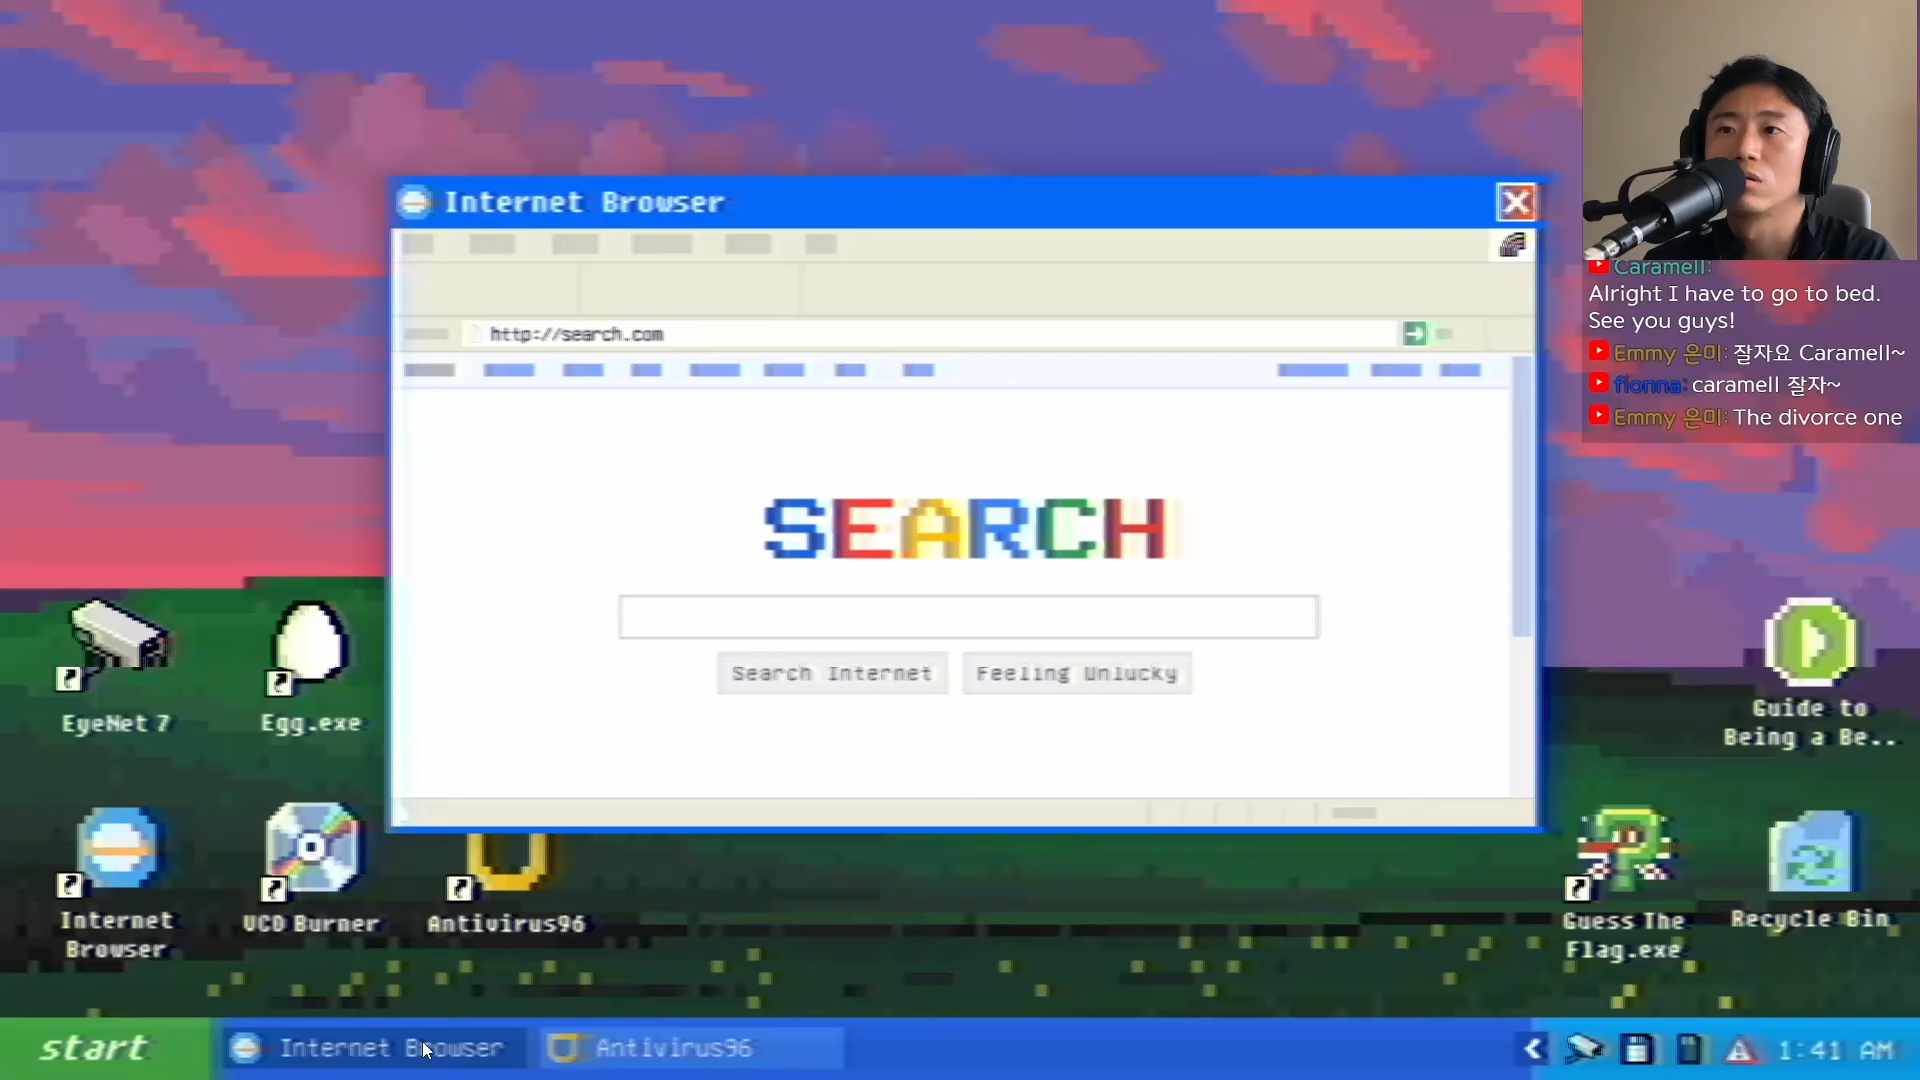 Internet Browser
http://search.com
SEARCH
Search Internet
Feeling Unlucky
Caramell:
Alright I have to go to bed.
See you guys!
Emmy 은미: 잘자요 Caramell~
fionna: caramell 잘자~
Emmy 은미: The divorce one
EyeNet 7
Egg.exe
Guide to
Being a Be..
Internet
Browser
VCD Burner
Antivirus96
Guess The
Flag.exe
Recycle Bin
start
Internet Browser
Antivirus96
1:41 AM